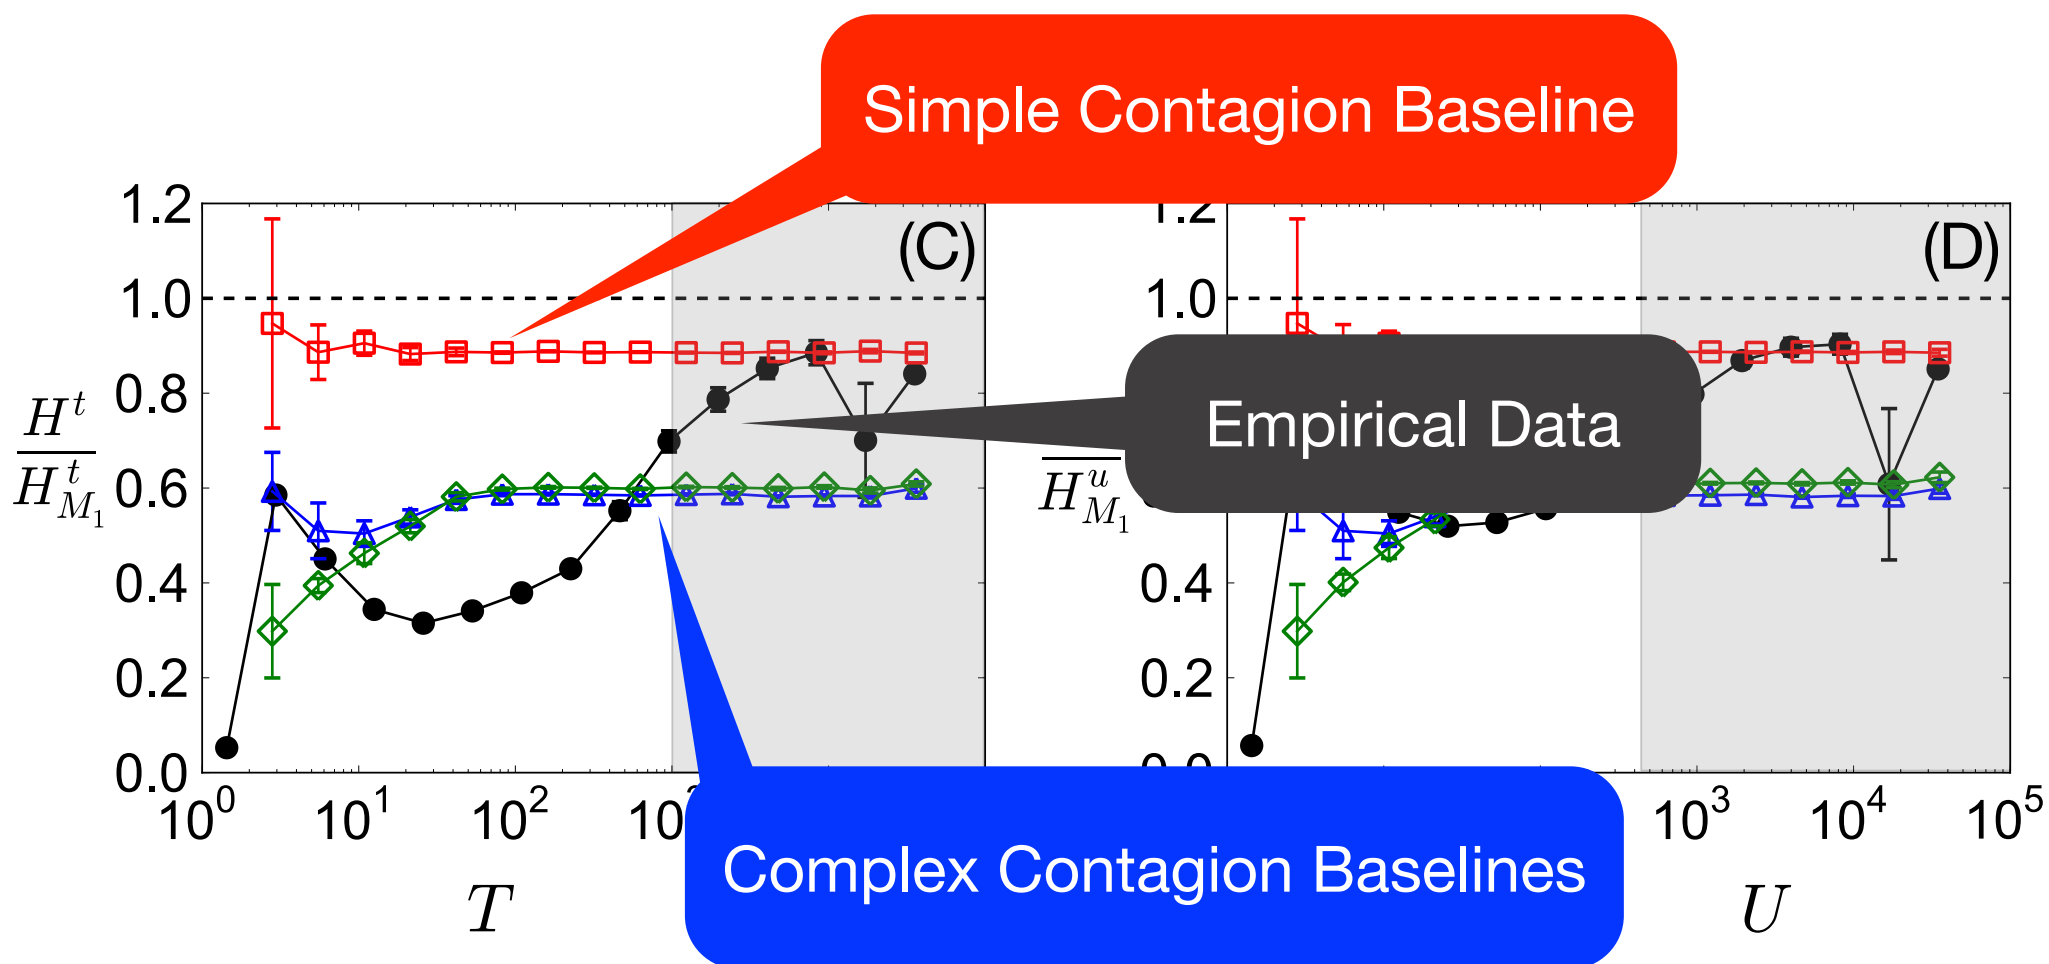 Simple Contagion Baseline
1.2
1.0
0.8
0.6
0.4
0.2
0.0
(C)
H^t
H^t_{M_1}
10^0
10^1
10^2
T
1.2
1.0
0.2
(D)
Empirical Data
H^u_{M_1}
10^3
10^4
10^5
U
Complex Contagion Baselines